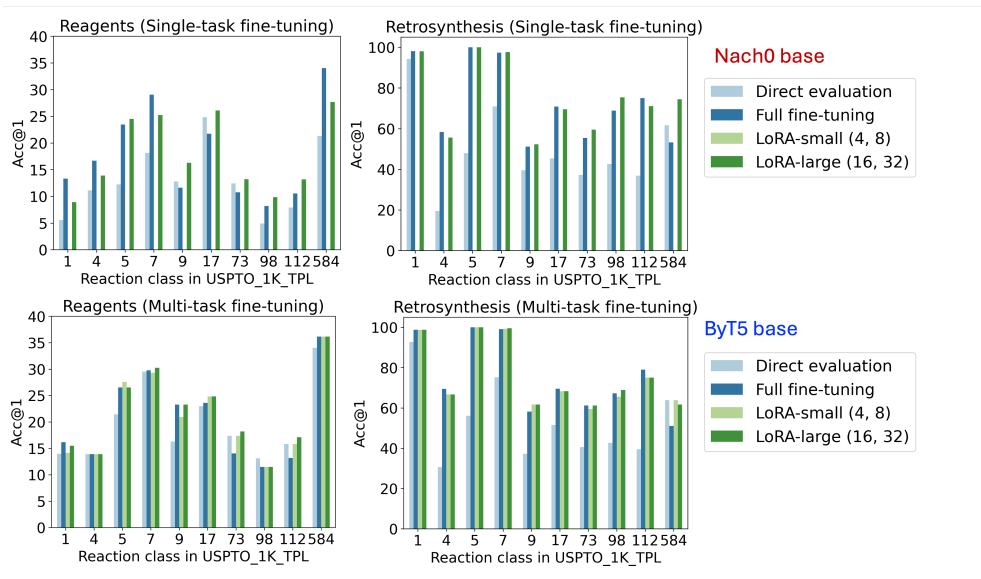 Reagents (Single-task fine-tuning)
40
35
30
25
20
15
10
5
0
Acc@1
1 4 5 7 9 17 73 98 112 584
Reaction class in USPTO_1K_TPL
Retrosynthesis (Single-task fine-tuning)
100
80
60
40
20
0
Acc@1
1 4 5 7 9 17 73 98 112 584
Reaction class in USPTO_1K_TPL
Nach0 base
Direct evaluation
Full fine-tuning
LoRA-small (4, 8)
LoRA-large (16, 32)
Reagents (Multi-task fine-tuning)
40
35
30
25
20
15
10
5
0
Acc@1
1 4 5 7 9 17 73 98 112 584
Reaction class in USPTO_1K_TPL
Retrosynthesis (Multi-task fine-tuning)
100
80
60
40
20
0
Acc@1
1 4 5 7 9 17 73 98 112 584
Reaction class in USPTO_1K_TPL
ByT5 base
Direct evaluation
Full fine-tuning
LoRA-small (4, 8)
LoRA-large (16, 32)